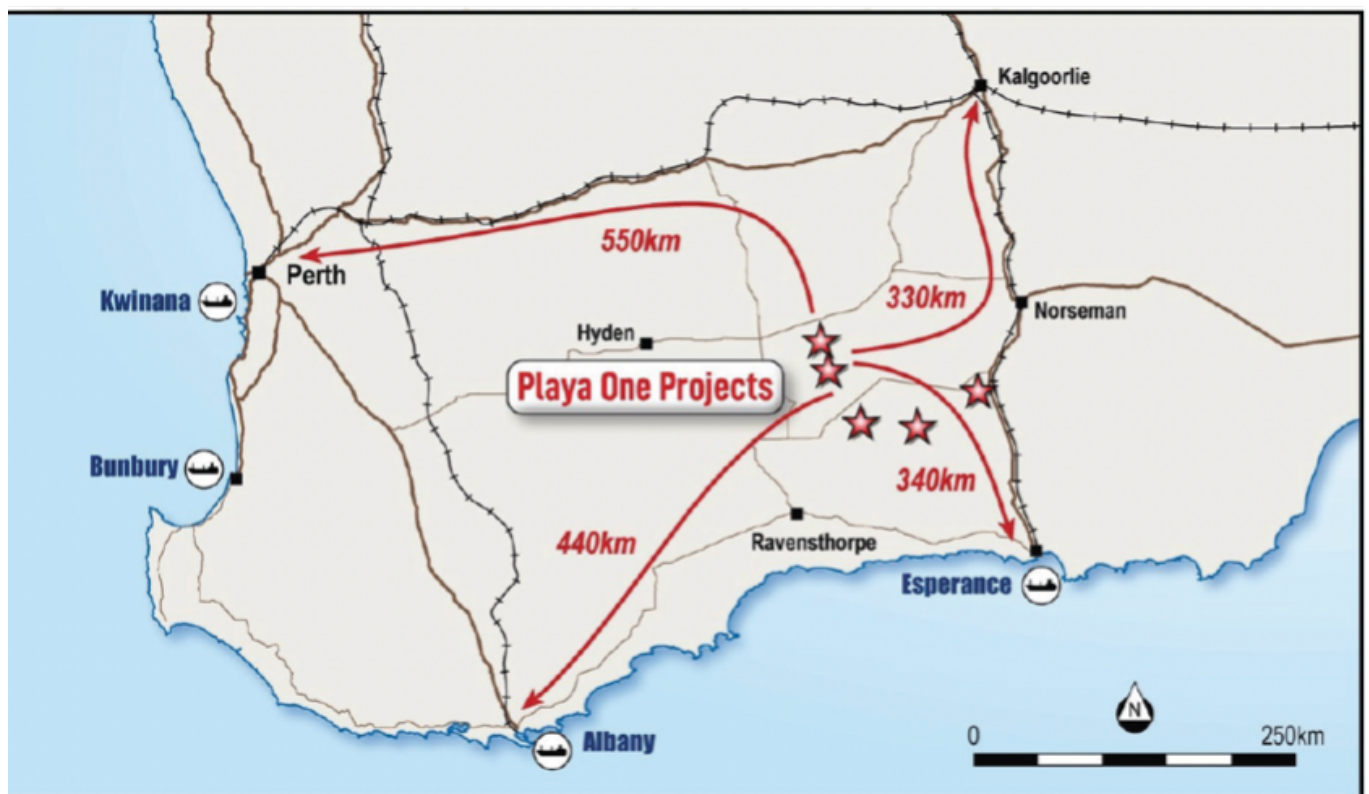 Kalgoorlie
550km
Perth
Kwinana
330km
Norseman
Hyden
Playa One Projects
Bunbury
340km
440km
Ravensthorpe
Esperance
Albany
N
0 250km